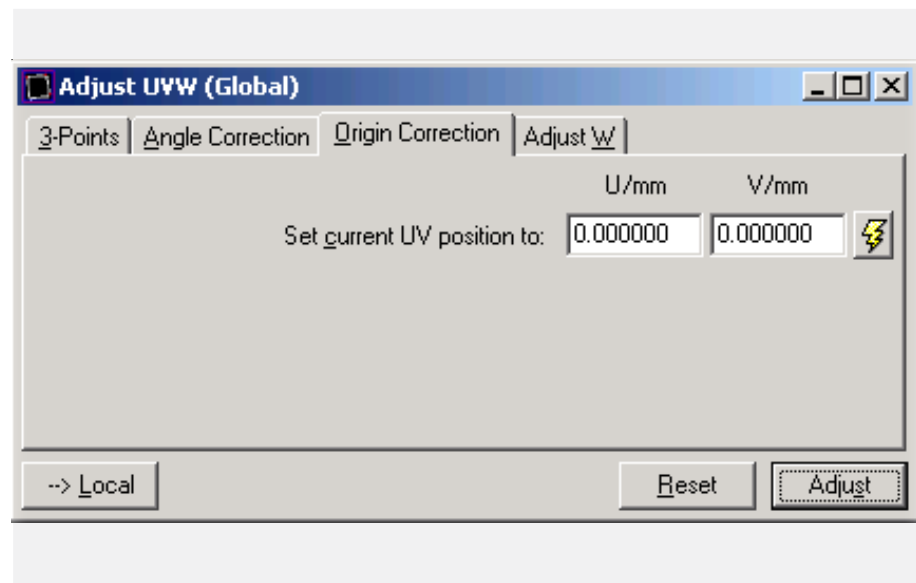 Adjust UVW (Global)
3-Points Angle Correction Origin Correction Adjust W
U/mm V/mm
Set current UV position to: 0.000000 0.000000
--> Local Reset Adjust